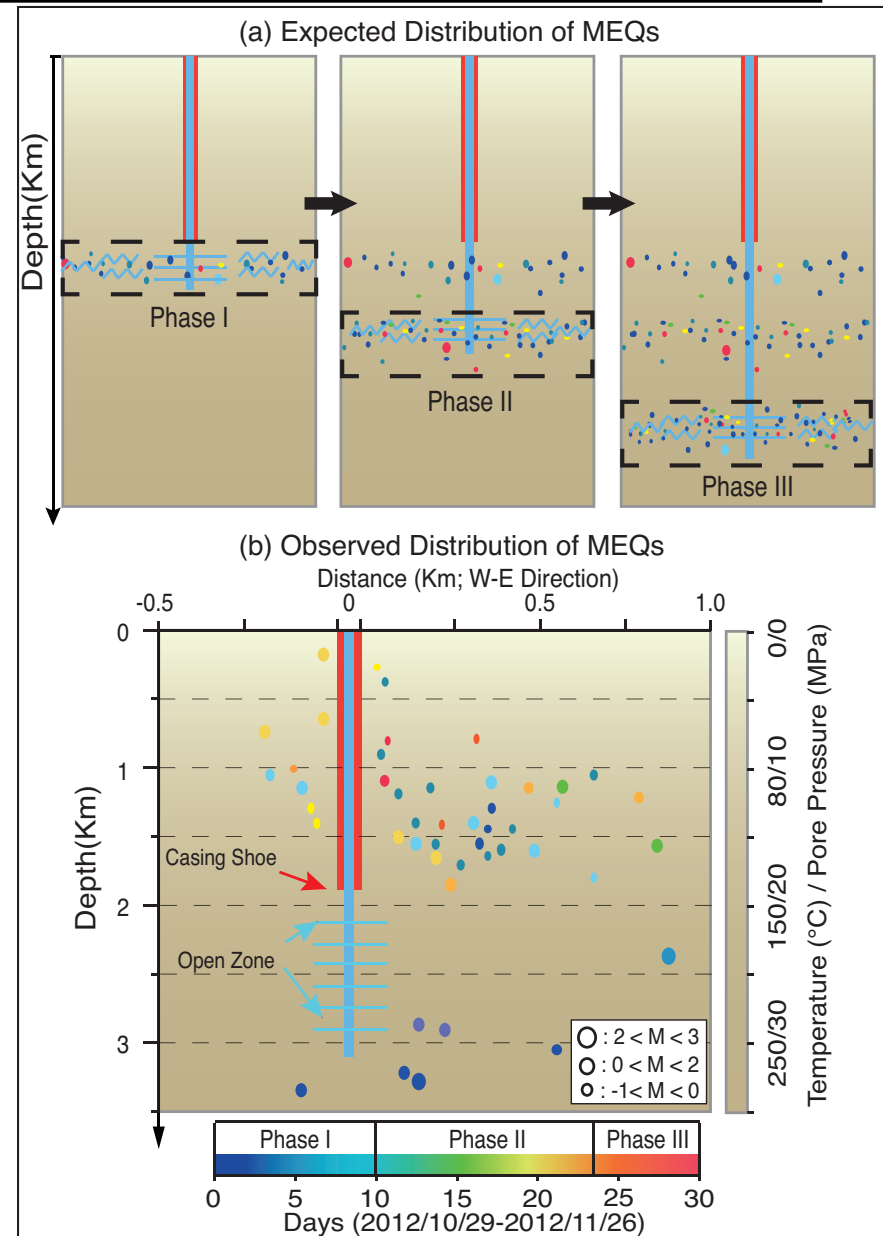 (a) Expected Distribution of MEQs
Depth(Km)
Phase I
Phase II
Phase III
(b) Observed Distribution of MEQs
Distance (Km; W-E Direction)
-0.5 0 0.5 1.0
0
1
2
3
Depth(Km)
Casing Shoe
Open Zone
: 2 < M < 3
: 0 < M < 2
: -1< M < 0
0/0
80/10
150/20
250/30
Temperature (°C) / Pore Pressure (MPa)
Phase I Phase II Phase III
0 5 10 15 20 25 30
Days (2012/10/29-2012/11/26)